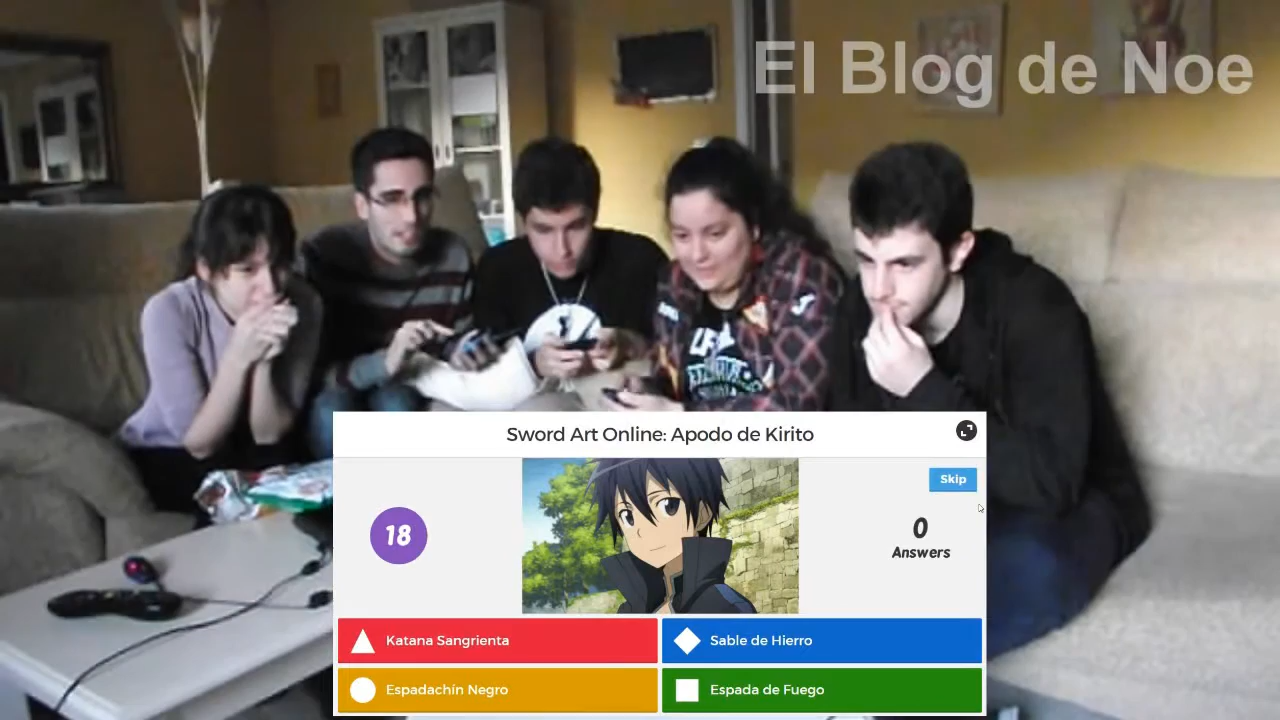 El Blog de Noe
Sword Art Online: Apodo de Kirito
Skip
18
0
Answers
Katana Sangrienta
Sable de Hierro
Espadachín Negro
Espada de Fuego